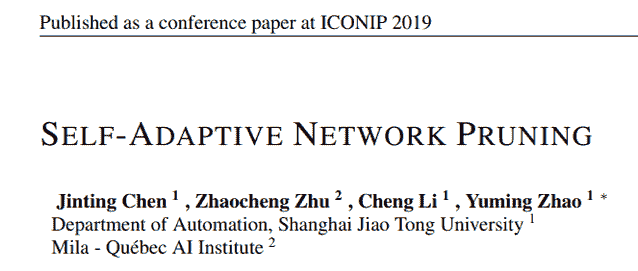 Published as a conference paper at ICONIP 2019
SELF-ADAPTIVE NETWORK PRUNING
Jinting Chen 1 , Zhaocheng Zhu 2 , Cheng Li 1 , Yuming Zhao 1 *
Department of Automation, Shanghai Jiao Tong University 1
Mila - Québec AI Institute 2